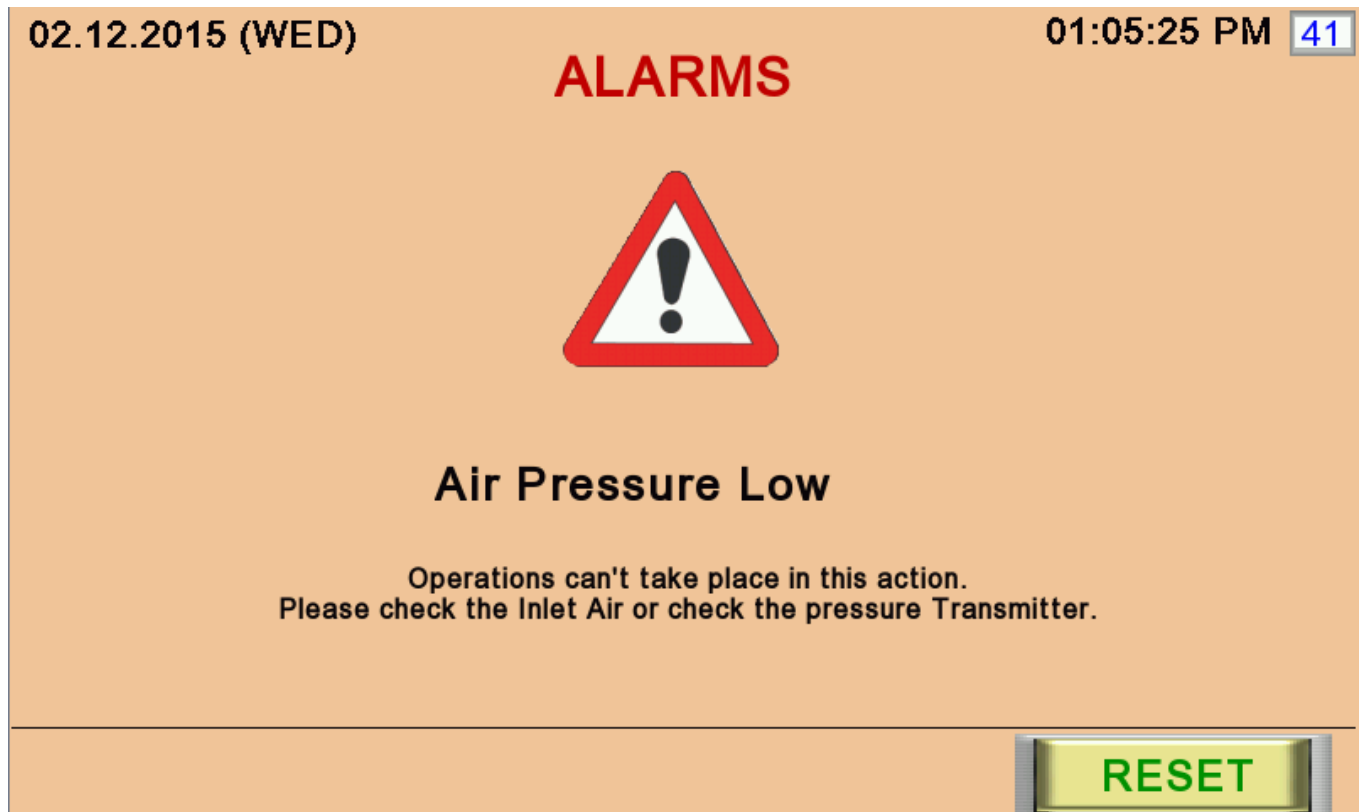 02.12.2015 (WED)
01:05:25 PM 41
ALARMS
Air Pressure Low
Operations can't take place in this action.
Please check the Inlet Air or check the pressure Transmitter.
RESET